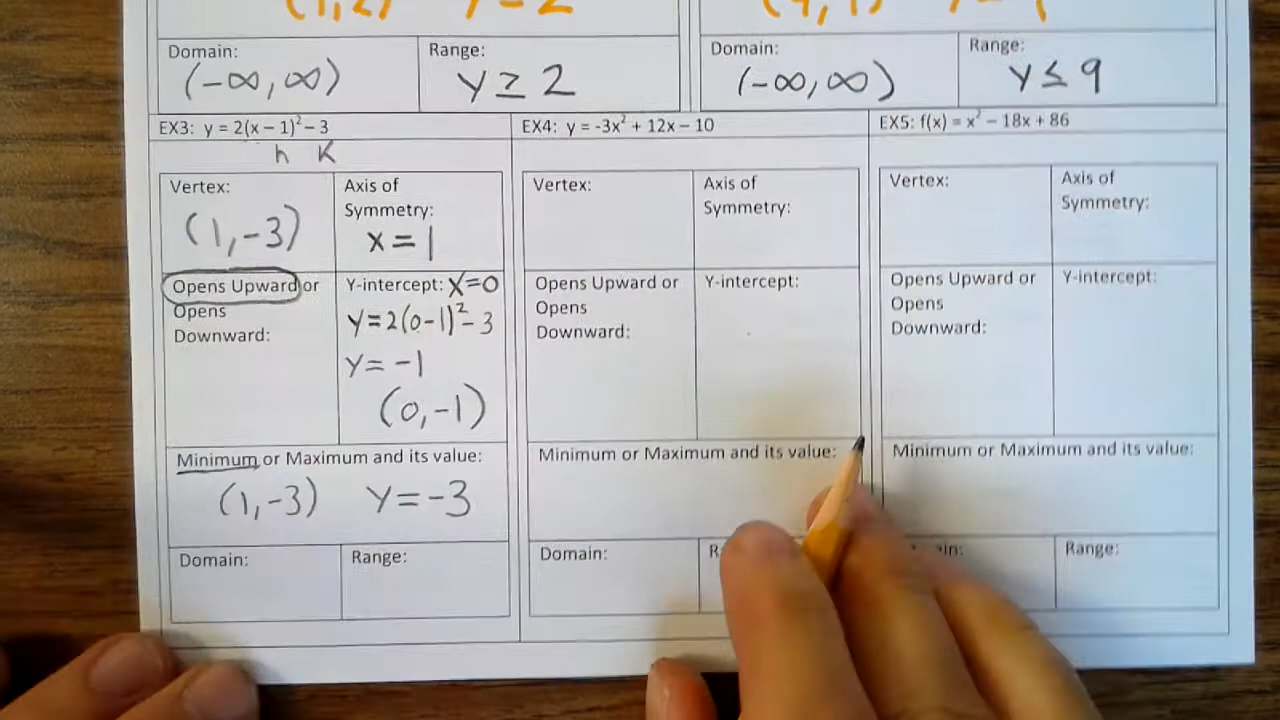 (1,2) y = 2
Domain:
(-∞, ∞)
Range:
y ≥ 2
Domain:
(-∞, ∞)
Range:
y ≤ 9
EX3: y = 2(x – 1)² – 3
h K
Vertex:
(1, -3)
Axis of
Symmetry:
x = 1
Opens Upward or
Opens
Downward:
Y-intercept: x=0
y = 2(0-1)² - 3
y = -1
(0, -1)
Minimum or Maximum and its value:
(1, -3) y = -3
Domain:
Range:
EX4: y = -3x² + 12x – 10
Vertex:
Axis of
Symmetry:
Opens Upward or
Opens
Downward:
Y-intercept:
Minimum or Maximum and its value:
Domain:
EX5: f(x) = x² – 18x + 86
Vertex:
Axis of
Symmetry:
Opens Upward or
Opens
Downward:
Y-intercept:
Minimum or Maximum and its value:
Range: